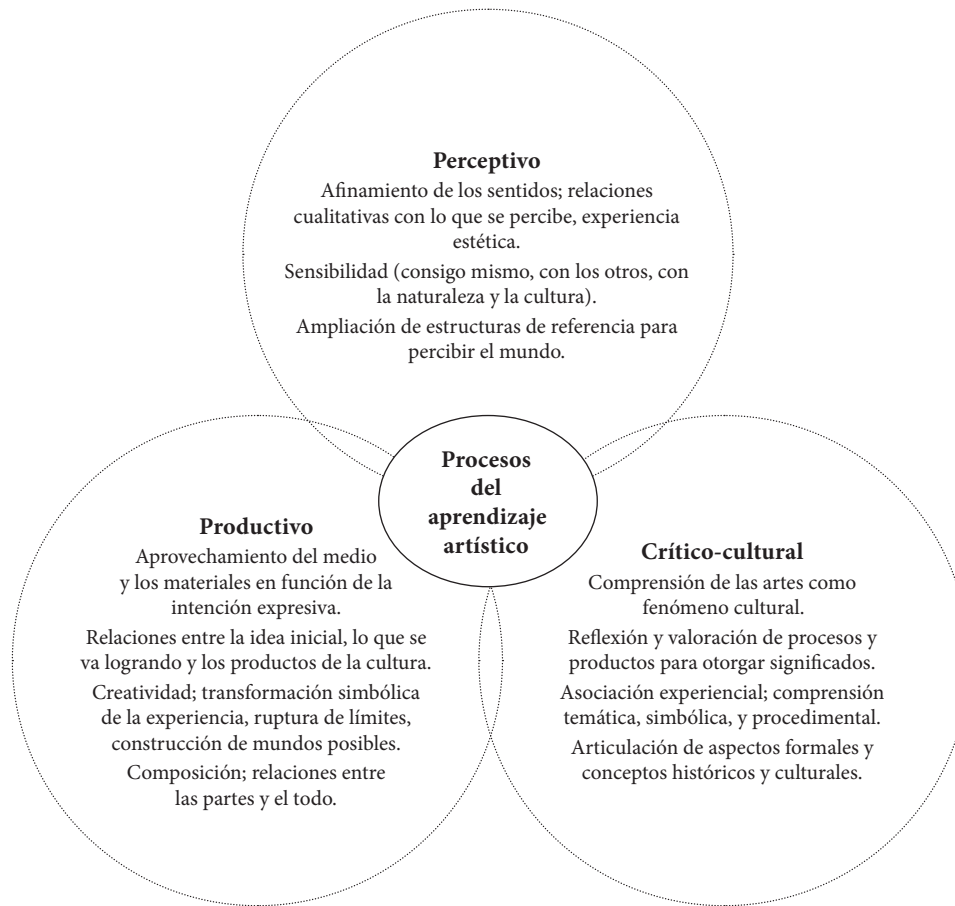 Perceptivo
Afinamiento de los sentidos; relaciones
cualitativas con lo que se percibe, experiencia
estética.
Sensibilidad (consigo mismo, con los otros, con
la naturaleza y la cultura).
Ampliación de estructuras de referencia para
percibir el mundo.
Procesos
del
aprendizaje
artístico
Productivo
Aprovechamiento del medio
y los materiales en función de la
intención expresiva.
Relaciones entre la idea inicial, lo que se
va logrando y los productos de la cultura.
Creatividad; transformación simbólica
de la experiencia, ruptura de límites,
construcción de mundos posibles.
Composición; relaciones entre
las partes y el todo.
Crítico-cultural
Comprensión de las artes como
fenómeno cultural.
Reflexión y valoración de procesos y
productos para otorgar significados.
Asociación experiencial; comprensión
temática, simbólica, y procedimental.
Articulación de aspectos formales y
conceptos históricos y culturales.